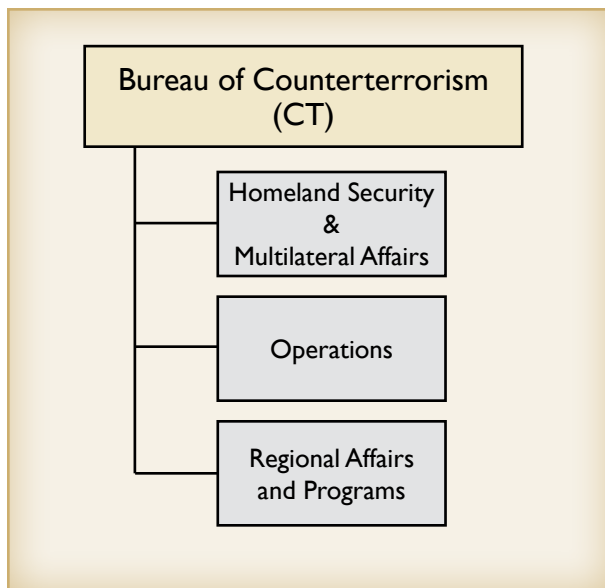 Bureau of Counterterrorism
(CT)
Homeland Security
&
Multilateral Affairs
Operations
Regional Affairs
and Programs